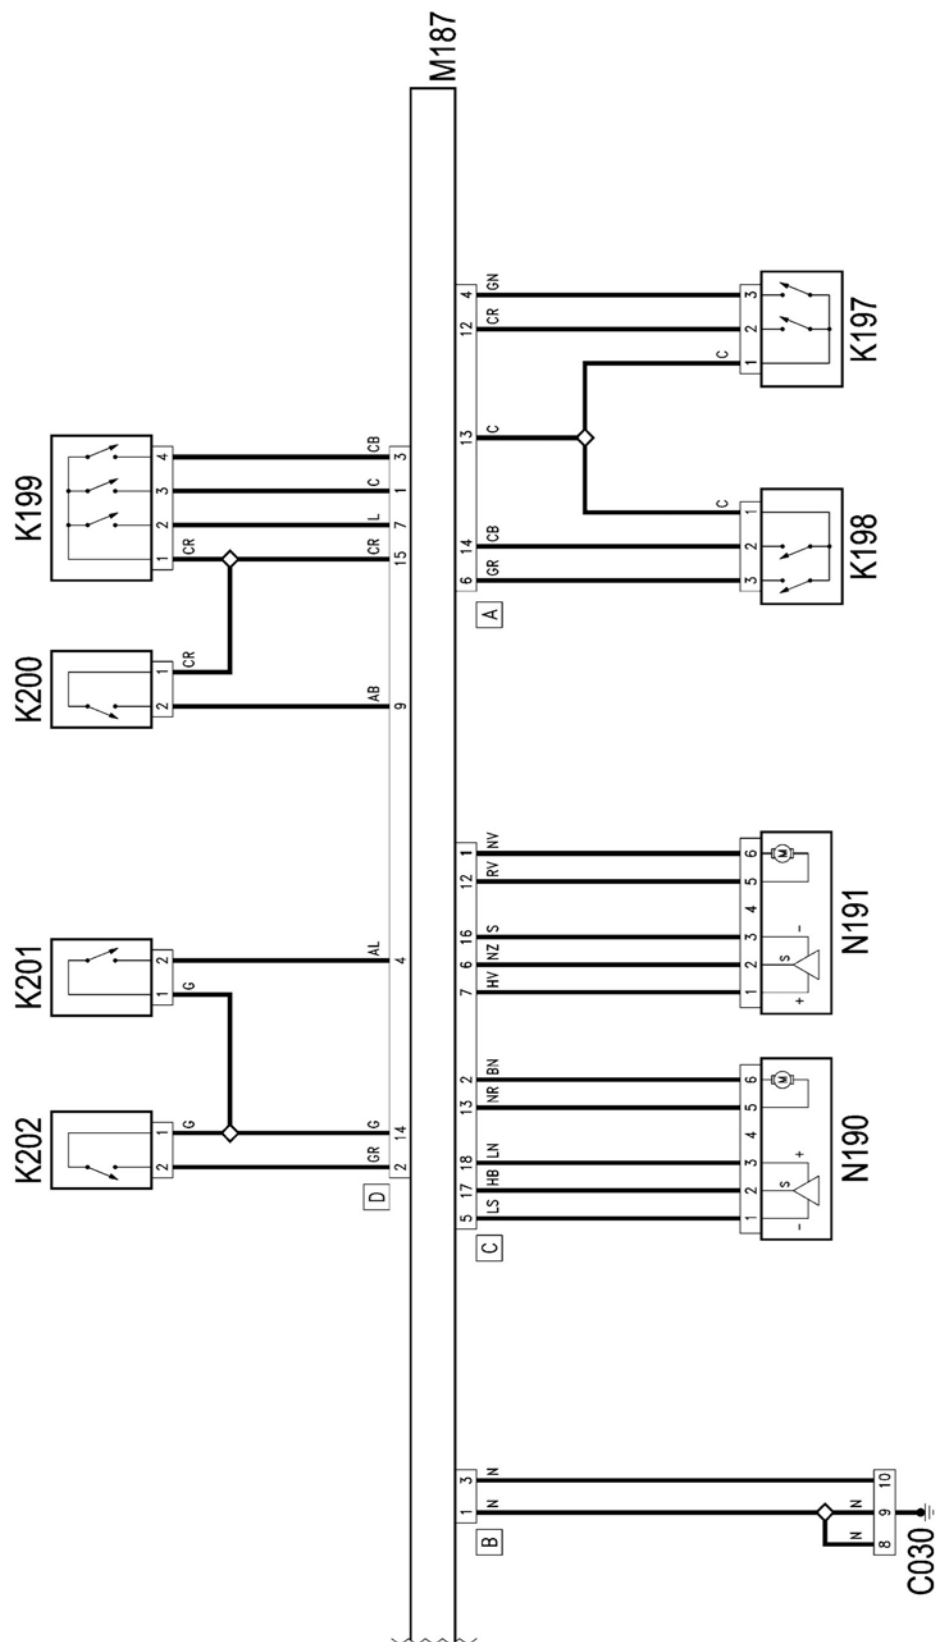 K202 K201 K200 K199
2 1 1 2 2 1 1 2 3 4
G G CR CR
D GR G AL AB CR L C CB
2 14 4 9 15 7 1 3
M187
1 3 5 17 18 13 2 7 6 16 12 1 6 14 13 12 4
B N N C LS HB LN NR BN HV NZ S RV NV A GR CB C CR GN
C C
1 2 3 4 5 6 1 2 3 4 5 6 3 2 1 1 2 3
- S + M + S - M
N190 N191 K198 K197
N N
8 9 10
C030